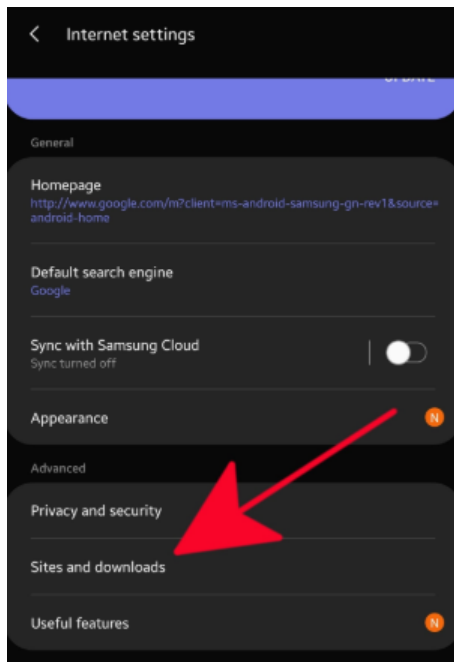 Internet settings
UPDATE
General
Homepage
http://www.google.com/m?client=ms-android-samsung-gn-rev1&source=
android-home
Default search engine
Google
Sync with Samsung Cloud
Sync turned off
Appearance
N
Advanced
Privacy and security
Sites and downloads
Useful features
N